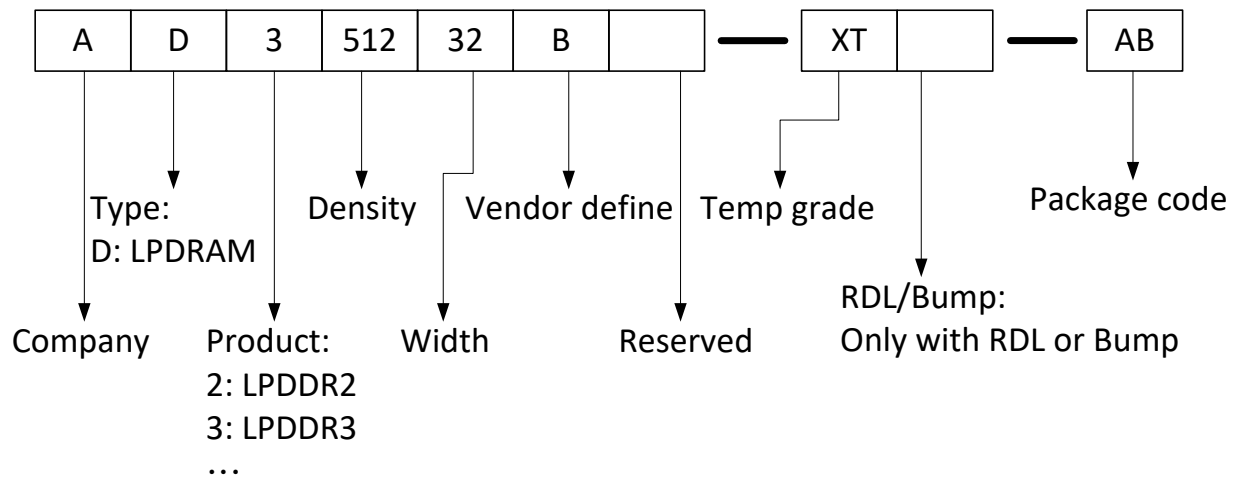 A D 3 512 32 B — XT — AB
Type:
D: LPDRAM
Density
Vendor define
Temp grade
Package code
Company
Product:
2: LPDDR2
3: LPDDR3
...
Width
Reserved
RDL/Bump:
Only with RDL or Bump